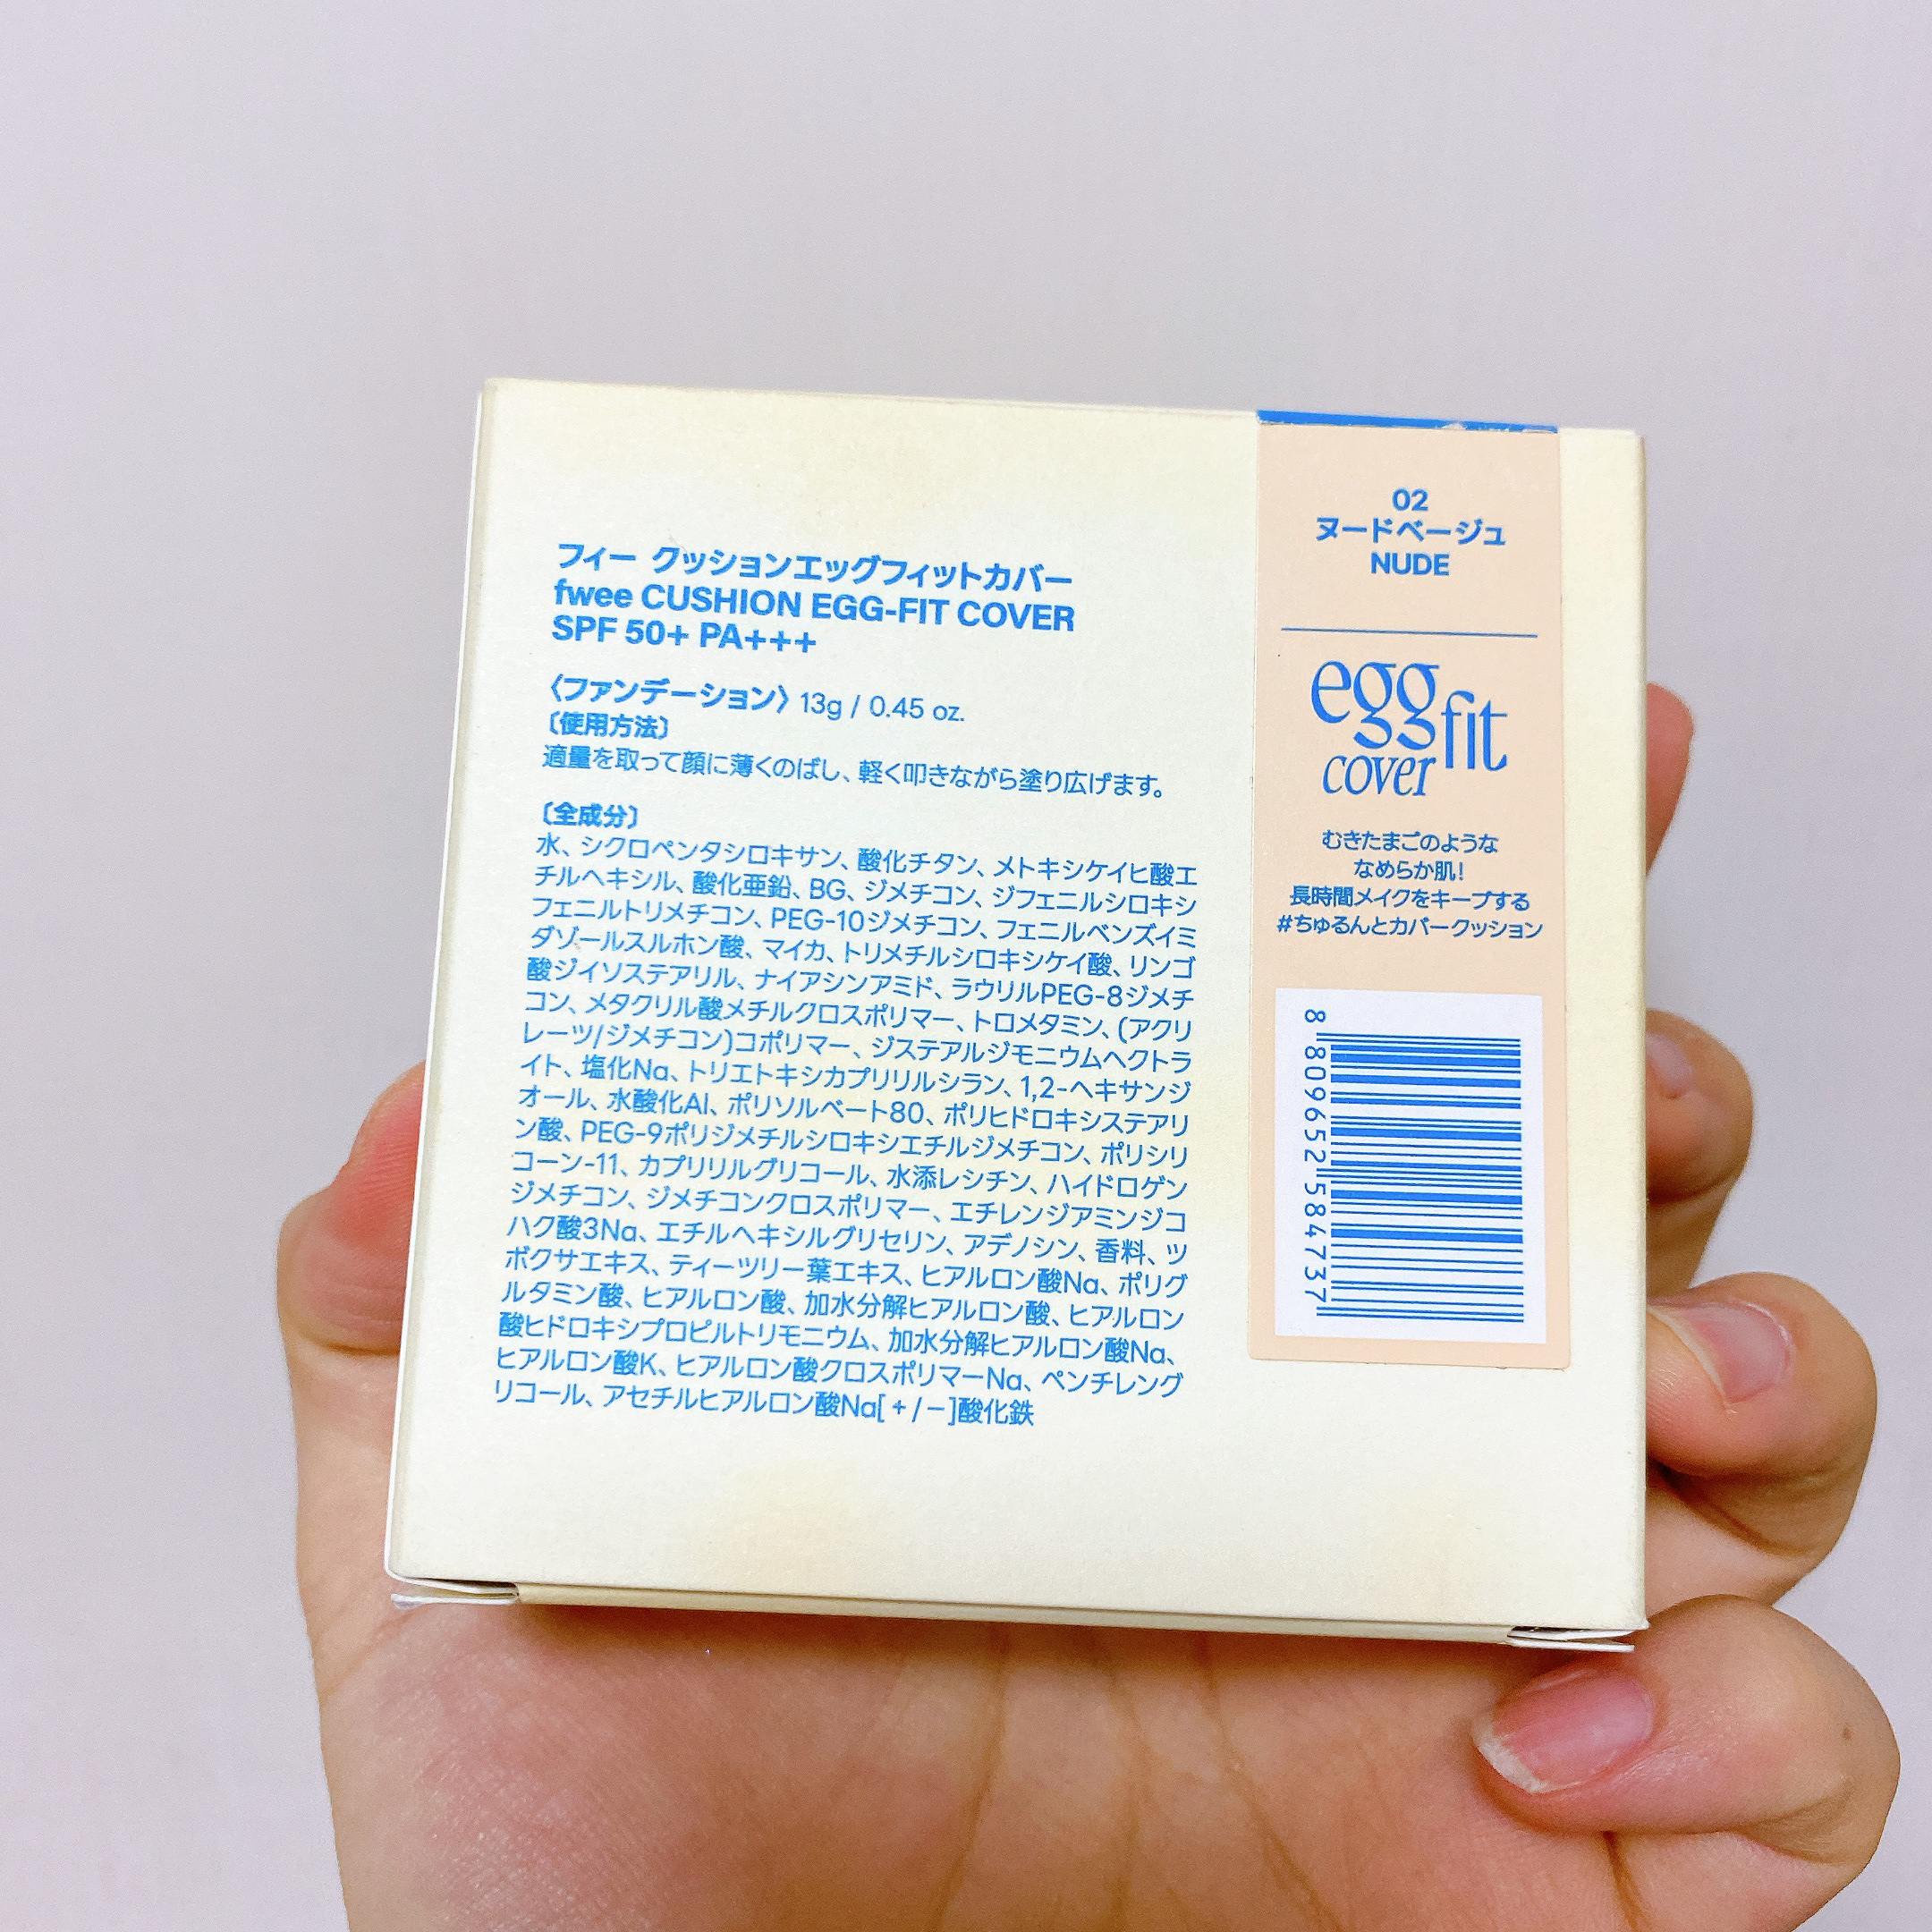 フィー クッションエッグフィットカバー
fwee CUSHION EGG-FIT COVER
SPF 50+ PA+++
〈ファンデーション〉13g / 0.45 oz.
〔使用方法〕
適量を取って顔に薄くのばし、軽く叩きながら塗り広げます。
〔全成分〕
水、シクロペンタシロキサン、酸化チタン、メトキシケイヒ酸エ
チルヘキシル、酸化亜鉛、BG、ジメチコン、ジフェニルシロキシ
フェニルトリメチコン、PEG-10ジメチコン、フェニルベンズイミ
ダゾールスルホン酸、マイカ、トリメチルシロキシケイ酸、リンゴ
酸ジイソステアリル、ナイアシンアミド、ラウリルPEG-8ジメチ
コン、メタクリル酸メチルクロスポリマー、トロメタミン、(アクリ
レーツ/ジメチコン)コポリマー、ジステアルジモニウムヘクトラ
イト、塩化Na、トリエトキシカプリリルシラン、1,2-ヘキサンジ
オール、水酸化Al、ポリソルベート80、ポリヒドロキシステアリ
ン酸、PEG-9ポリジメチルシロキシエチルジメチコン、ポリシリ
コーン-11、カプリリルグリコール、水添レシチン、ハイドロゲン
ジメチコン、ジメチコンクロスポリマー、エチレンジアミンジコ
ハク酸3Na、エチルヘキシルグリセリン、アデノシン、香料、ツ
ボクサエキス、ティーツリー葉エキス、ヒアルロン酸Na、ポリグ
ルタミン酸、ヒアルロン酸、加水分解ヒアルロン酸、ヒアルロン
酸ヒドロキシプロピルトリモニウム、加水分解ヒアルロン酸Na、
ヒアルロン酸K、ヒアルロン酸クロスポリマーNa、ペンチレング
リコール、アセチルヒアルロン酸Na[+/-]酸化鉄
02
ヌードベージュ
NUDE
egg
fit
cover
むきたまごのような
なめらか肌!
長時間メイクをキープする
#ちゅるんとカバークッション
8 809652 584737